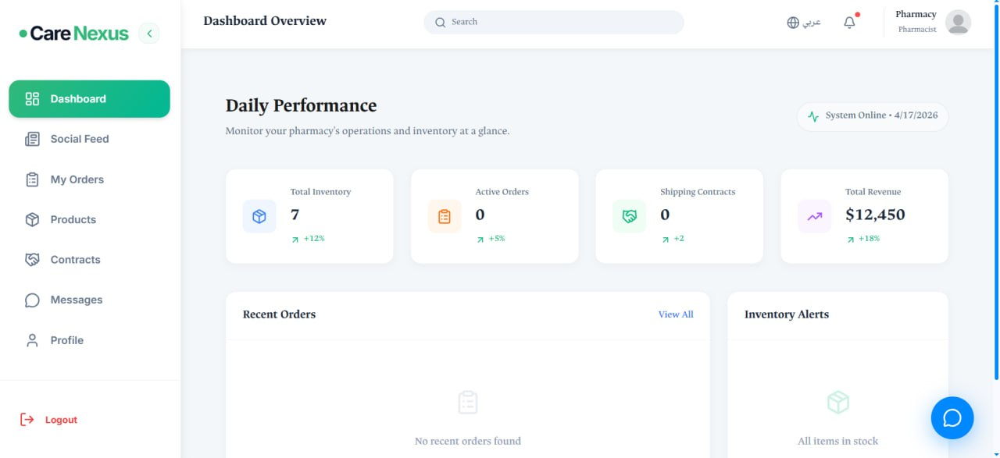 CareNexus
Dashboard
Social Feed
My Orders
Products
Contracts
Messages
Profile
Logout
Dashboard Overview
Search
عربي
Pharmacy
Pharmacist
Daily Performance
Monitor your pharmacy's operations and inventory at a glance.
System Online • 4/17/2026
Total Inventory
7
+12%
Active Orders
0
+5%
Shipping Contracts
0
+2
Total Revenue
$12,450
+18%
Recent Orders
View All
No recent orders found
Inventory Alerts
All items in stock